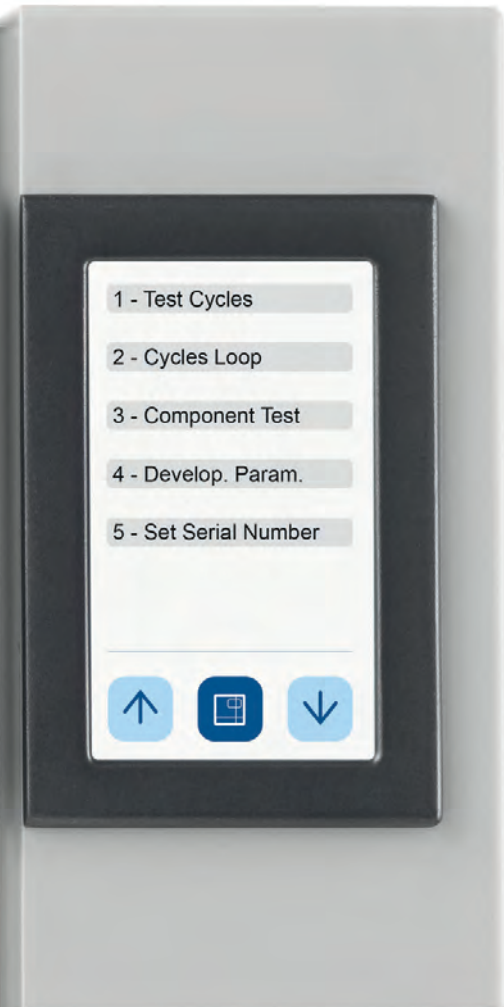 1 - Test Cycles
2 - Cycles Loop
3 - Component Test
4 - Develop. Param.
5 - Set Serial Number